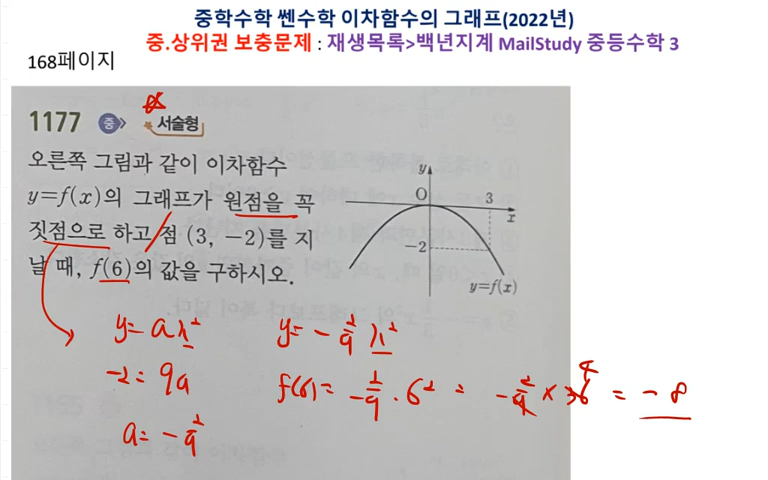 중학수학 쎈수학 이차함수의 그래프(2022년)
중.상위권 보충문제 : 재생목록>백년지계 MailStudy 중등수학 3
168페이지
1177 중 서술형
오른쪽 그림과 같이 이차함수
y=f(x)의 그래프가 원점을 꼭
짓점으로 하고 점 (3, −2)를 지
날 때, f(6)의 값을 구하시오.
y
O
3
x
−2
y=f(x)
y = ax²
-2 = 9a
a = - 2/9
y = - 2/9 x²
f(6) = - 2/9 · 6² = - 2/9 × 36 4 = - 8